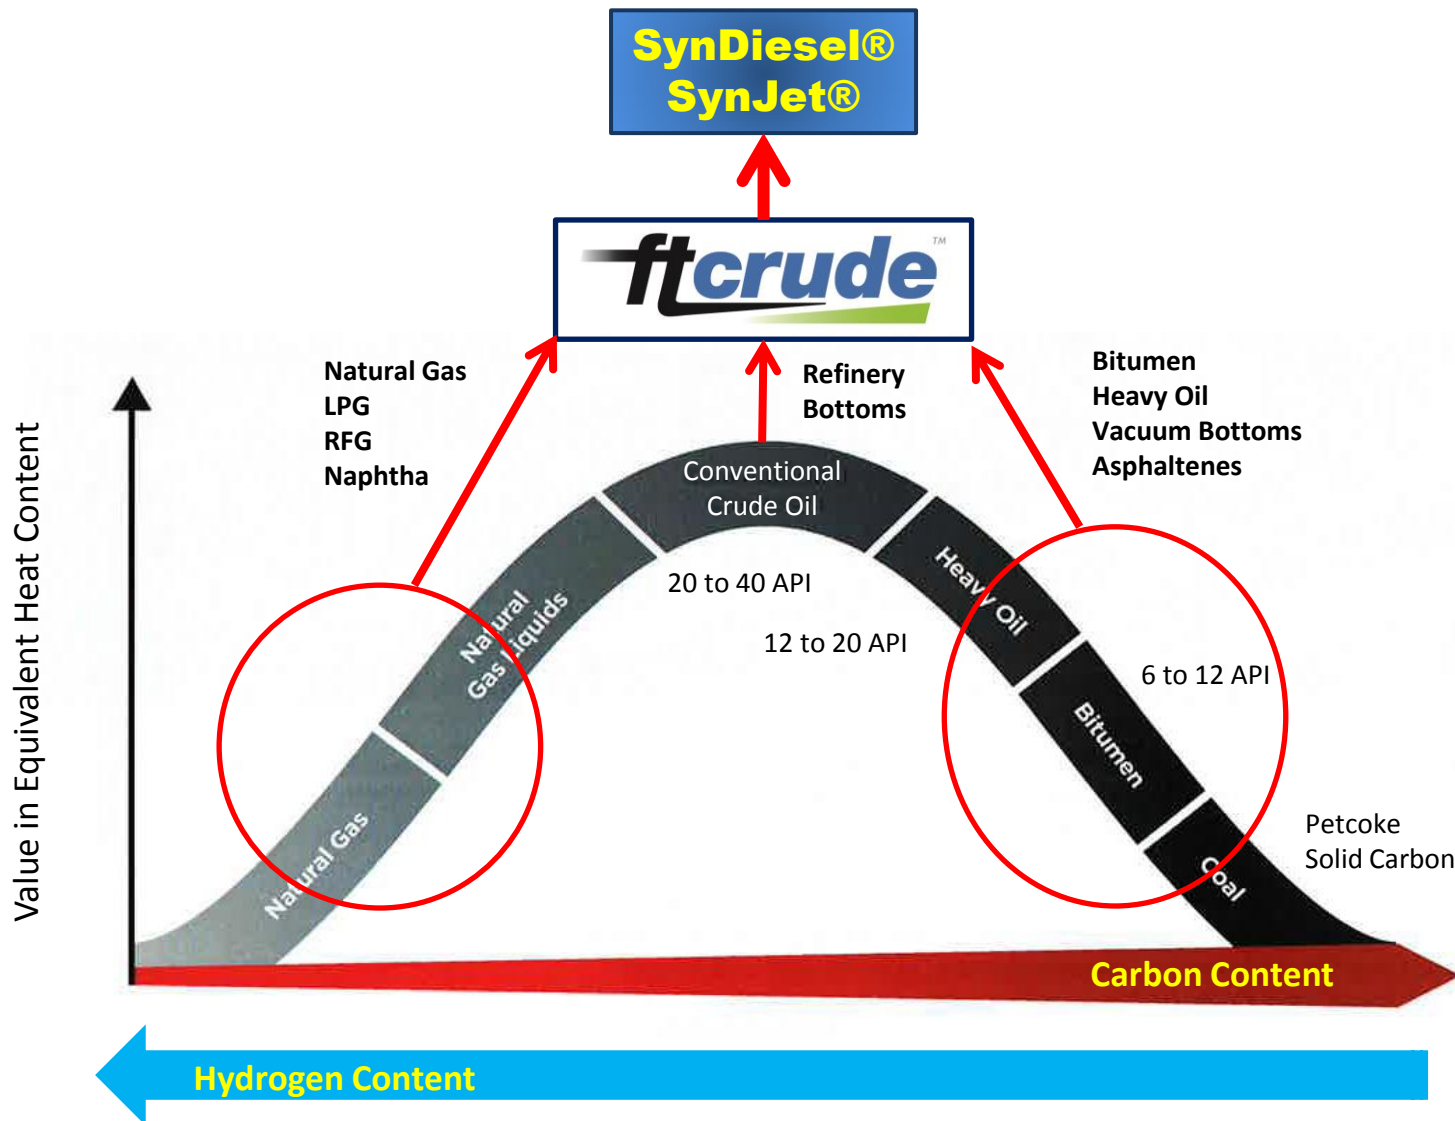 SynDiesel®
SynJet®
ftcrude™
Natural Gas
LPG
RFG
Naphtha
Refinery
Bottoms
Bitumen
Heavy Oil
Vacuum Bottoms
Asphaltenes
Value in Equivalent Heat Content
Conventional
Crude Oil
20 to 40 API
Natural
Gas Liquids
Heavy Oil
12 to 20 API
6 to 12 API
Natural Gas
Bitumen
Coal
Petcoke
Solid Carbon
Carbon Content
Hydrogen Content